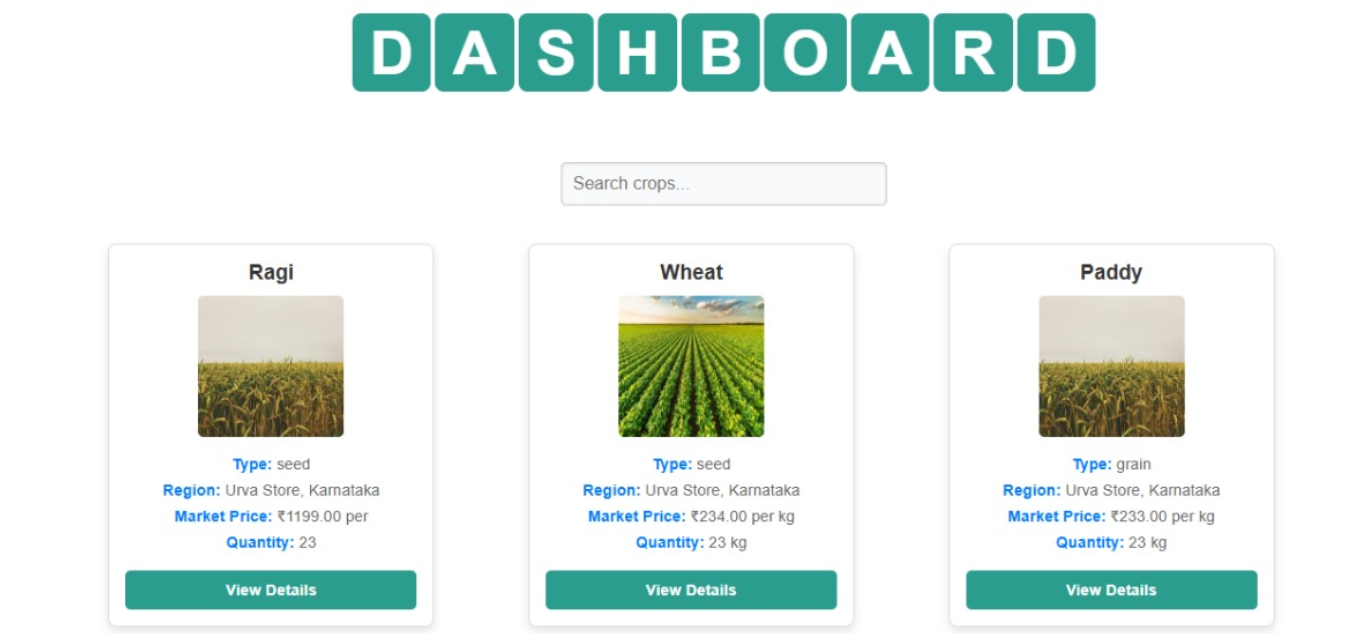 DASHBOARD
Search crops...
Ragi
Type: seed
Region: Urva Store, Karnataka
Market Price: ₹1199.00 per
Quantity: 23
View Details
Wheat
Type: seed
Region: Urva Store, Karnataka
Market Price: ₹234.00 per kg
Quantity: 23 kg
View Details
Paddy
Type: grain
Region: Urva Store, Karnataka
Market Price: ₹233.00 per kg
Quantity: 23 kg
View Details